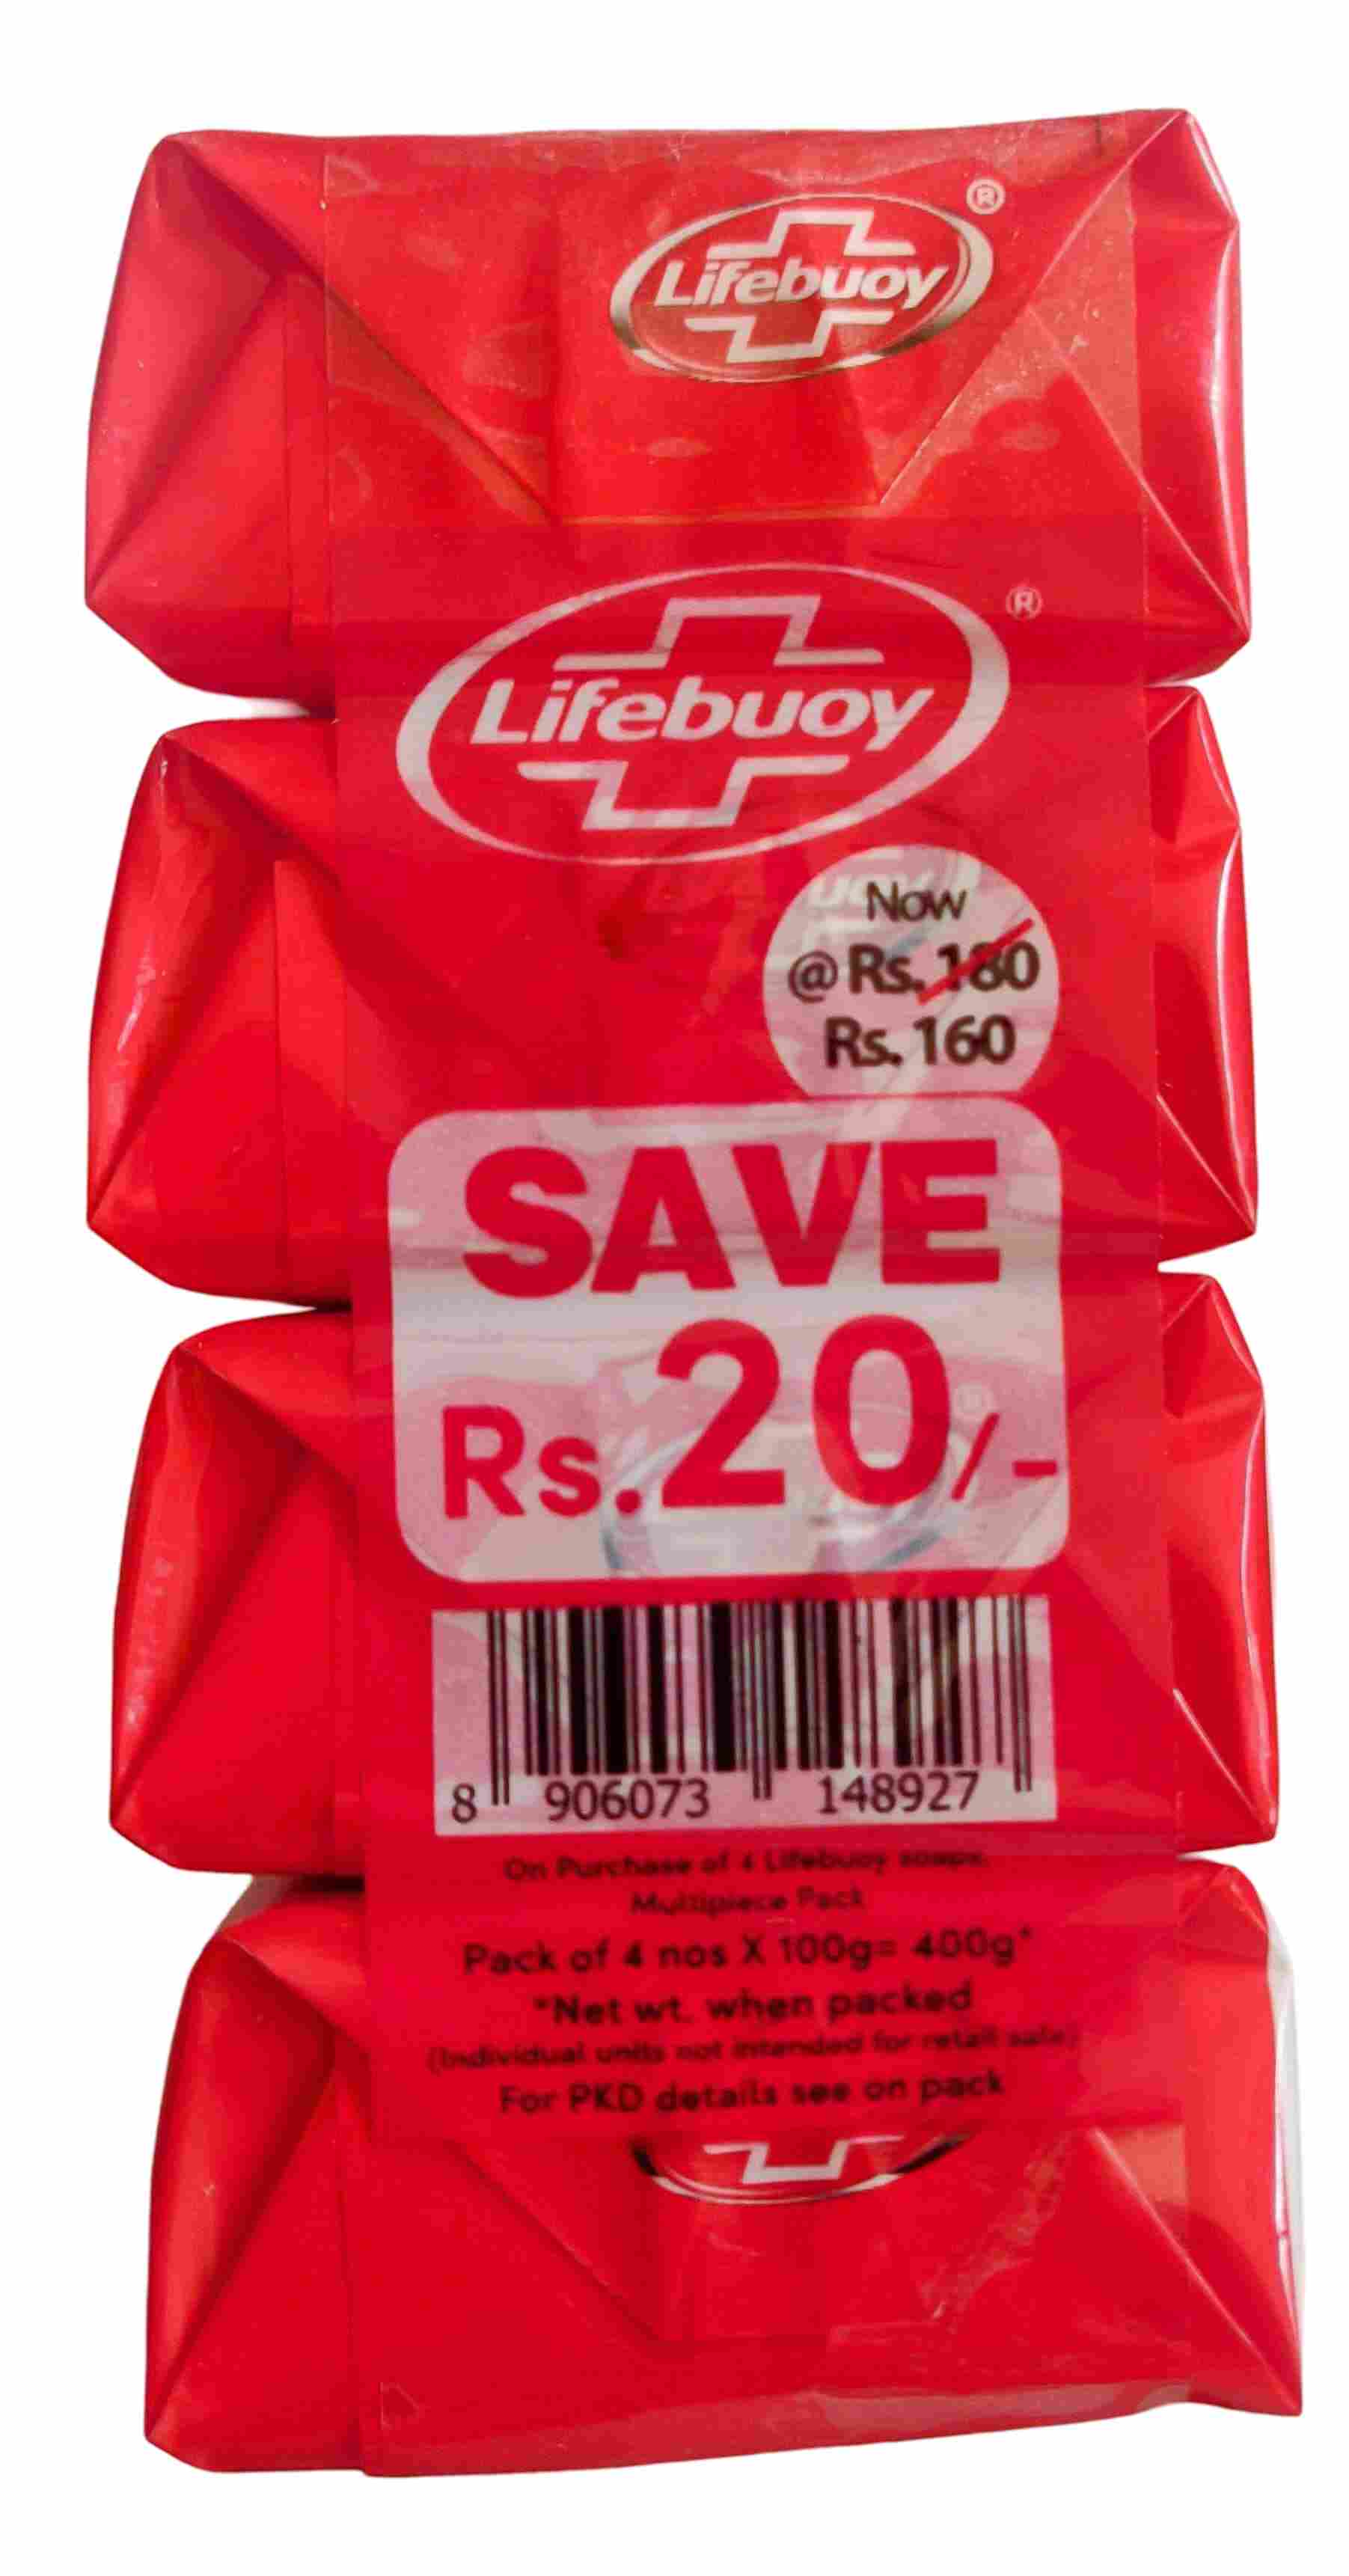 Lifebuoy ®
Lifebuoy ®
Now
@ Rs. 180
Rs. 160
SAVE
Rs.20/-
8 906073 148927
On Purchase of 4 Lifebuoy soaps.
Multipiece Pack
Pack of 4 nos X 100g= 400g*
*Net wt. when packed
(Individual units not intended for retail sale)
For PKD details see on pack